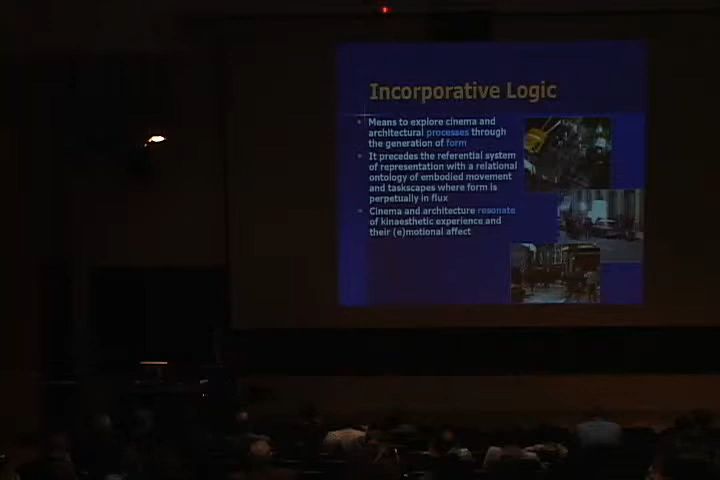 Incorporative Logic
Means to explore cinema and
architectural processes through
the generation of form
It precedes the referential system
of representation with a relational
ontology of embodied movement
and taskscapes where form is
perpetually in flux
Cinema and architecture resonate
of kinaesthetic experience and
their (e)motional affect